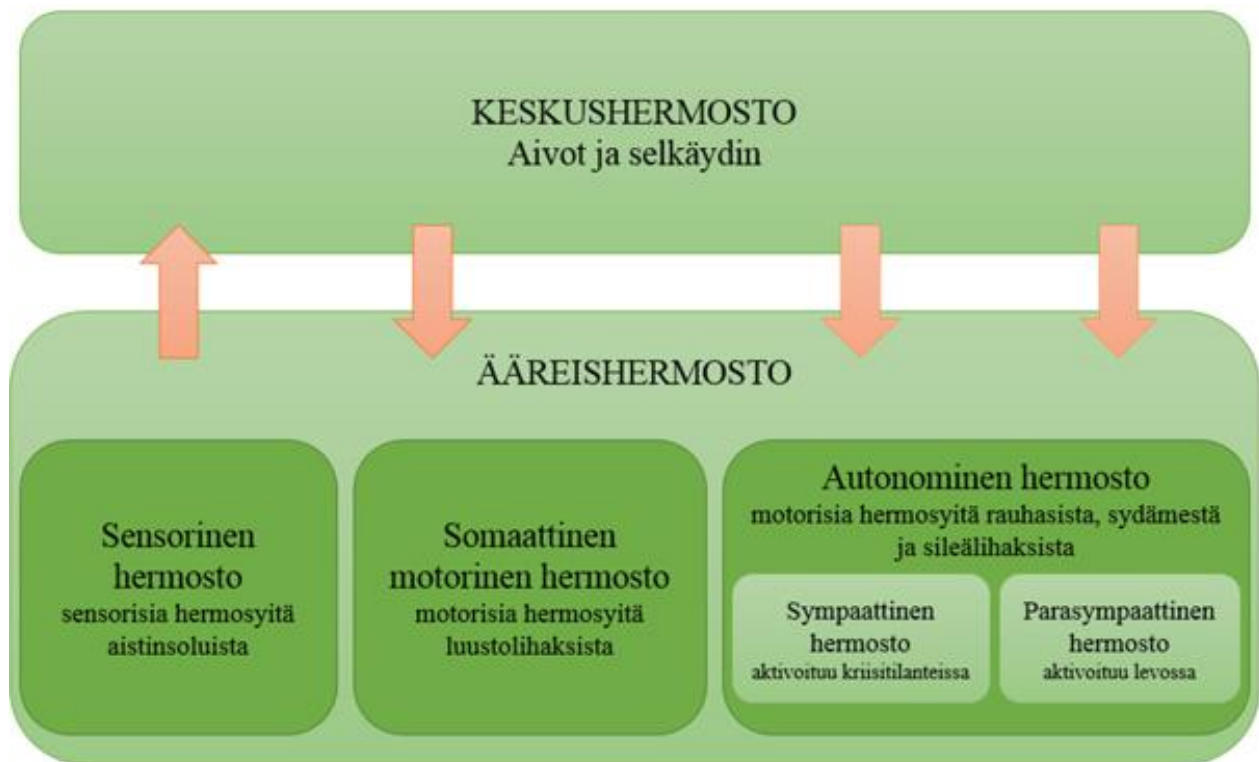 KESKUSHERMOSTO
Aivot ja selkäydin
ÄÄREISHERMOSTO
Sensorinen
hermosto
sensorisia hermosyitä
aistinsoluista
Somaattinen
motorinen hermosto
motorisia hermosyitä
luustolihaksista
Autonominen hermosto
motorisia hermosyitä rauhasista, sydämestä
ja sileälihaksista
Sympaattinen
hermosto
aktivoituu kriisitilanteissa
Parasympaattinen
hermosto
aktivoituu levossa